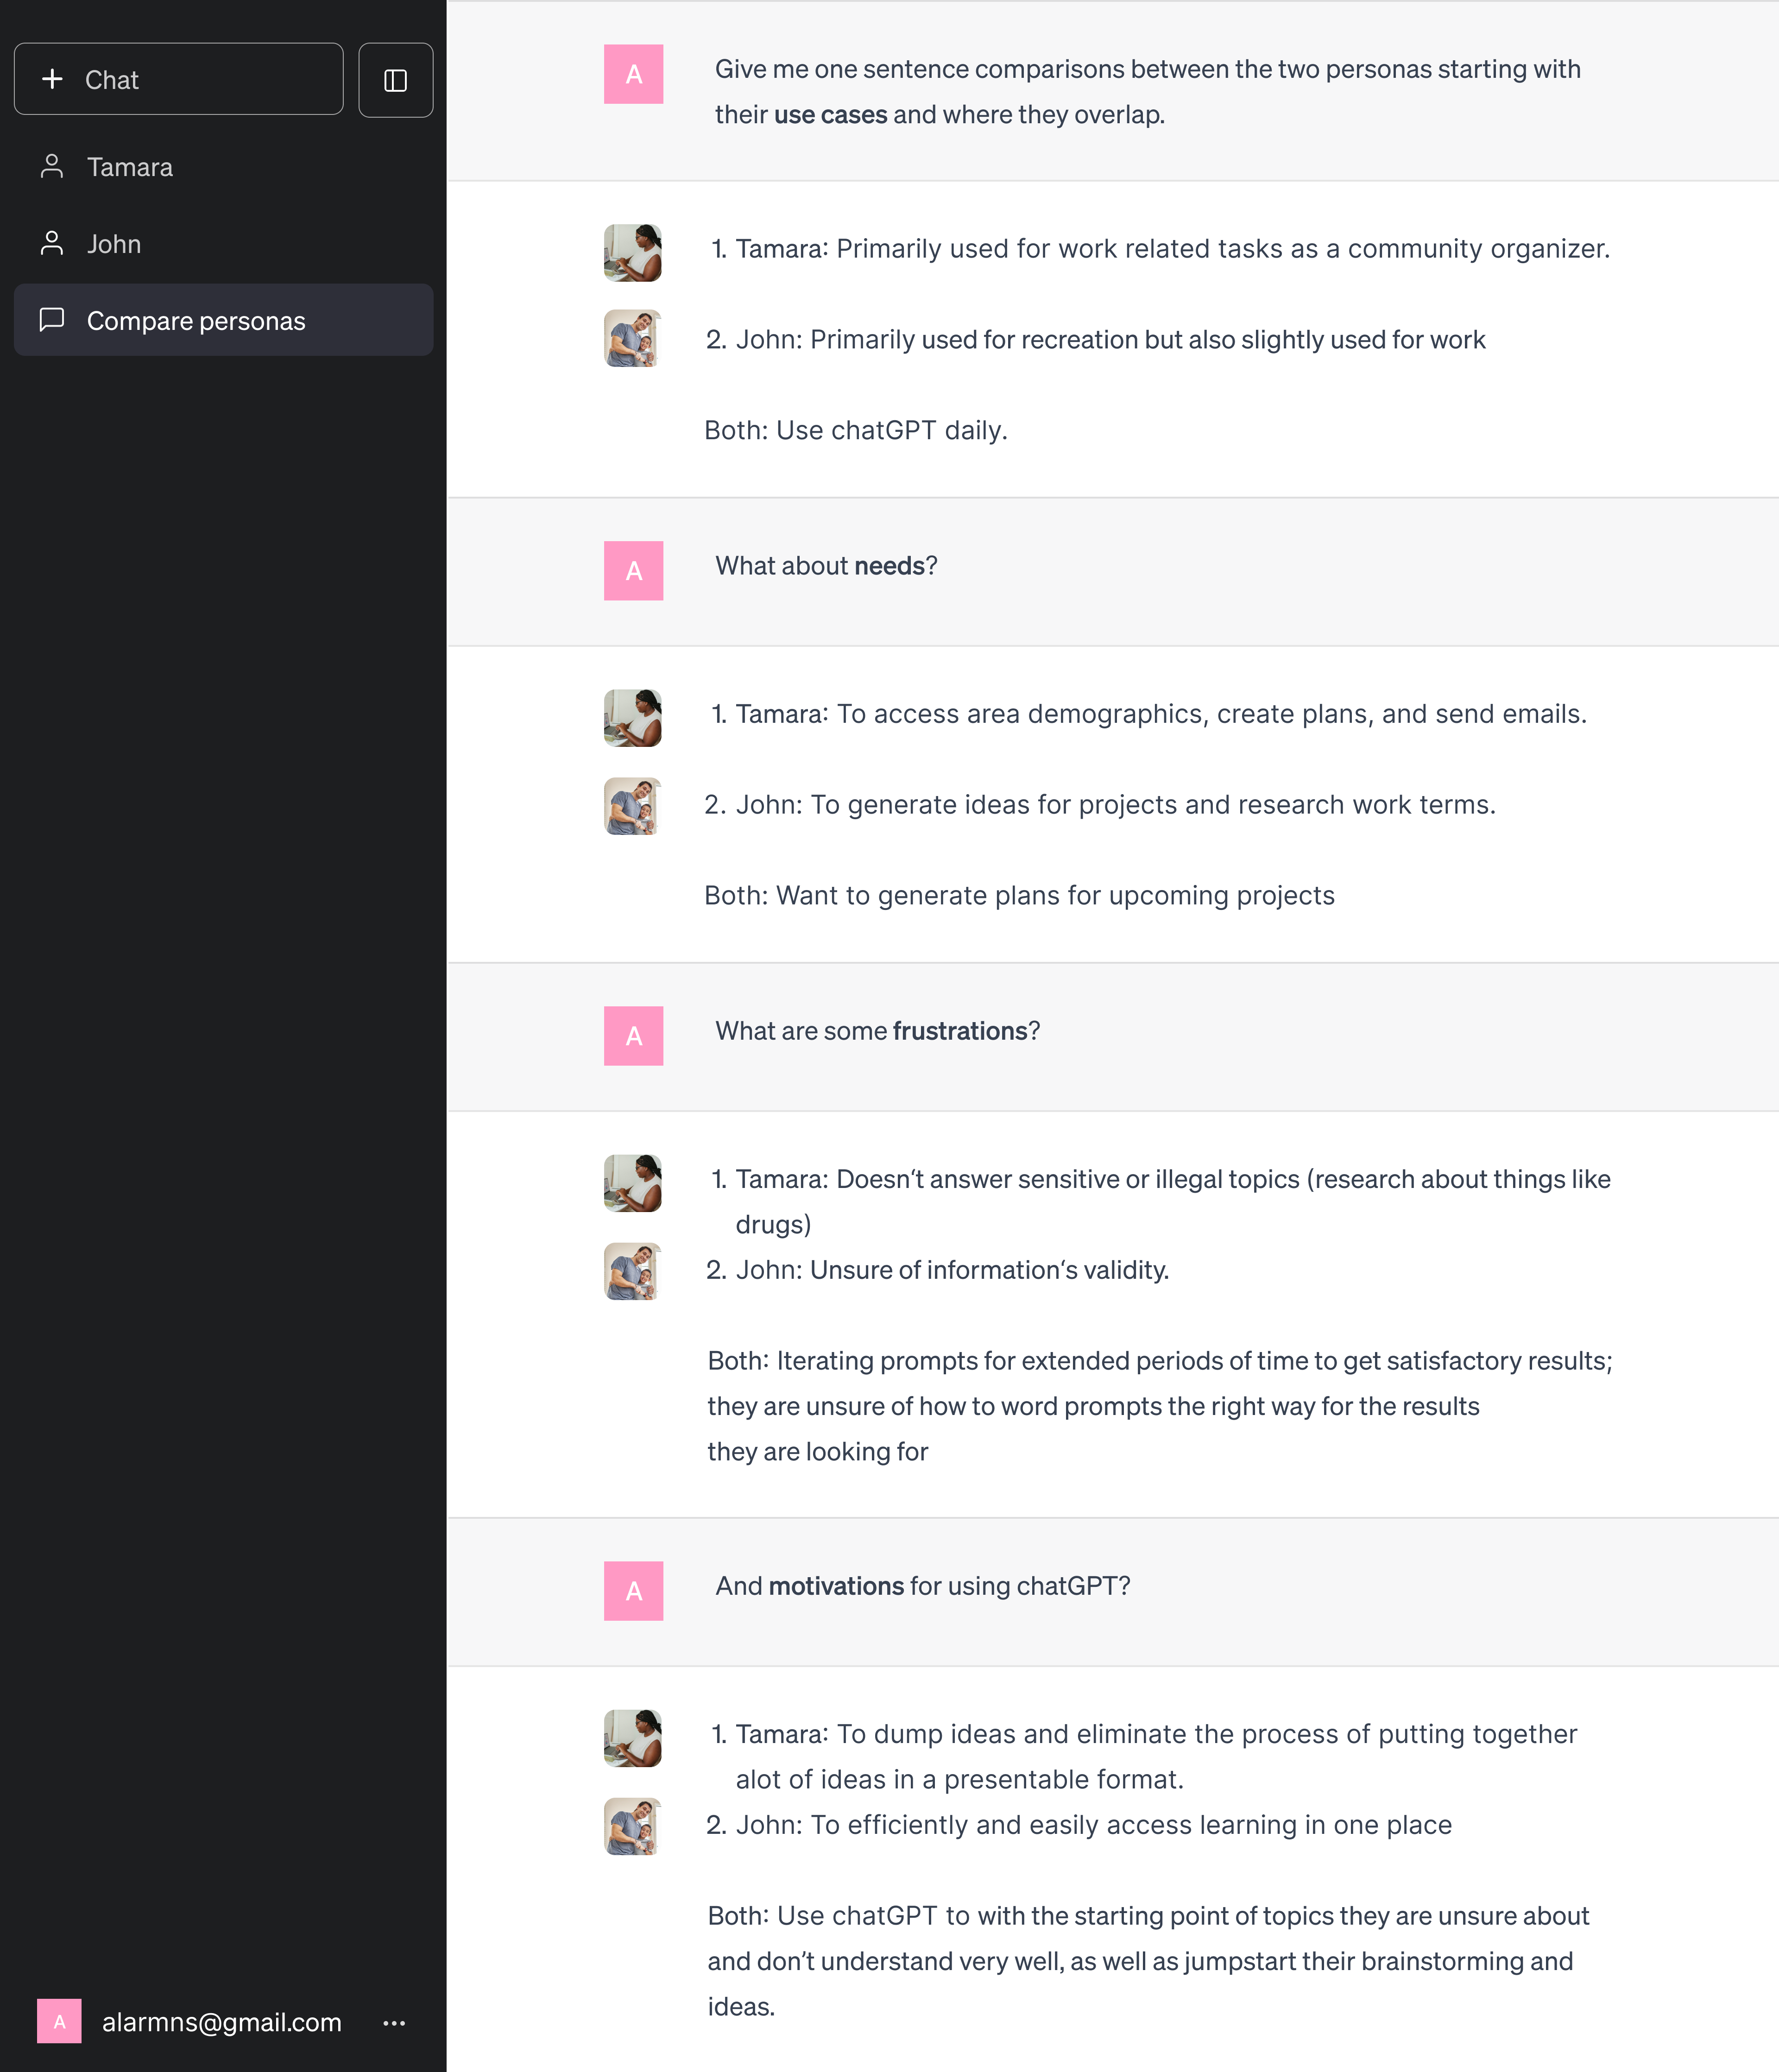 Chat
Tamara
John
Compare personas
A
alarmns@gmail.com
A
Give me one sentence comparisons between the two personas starting with
their use cases and where they overlap.
1. Tamara: Primarily used for work related tasks as a community organizer.
2. John: Primarily used for recreation but also slightly used for work
Both: Use chatGPT daily.
A
What about needs?
1. Tamara: To access area demographics, create plans, and send emails.
2. John: To generate ideas for projects and research work terms.
Both: Want to generate plans for upcoming projects
A
What are some frustrations?
1. Tamara: Doesn‘t answer sensitive or illegal topics (research about things like
drugs)
2. John: Unsure of information‘s validity.
Both: Iterating prompts for extended periods of time to get satisfactory results;
they are unsure of how to word prompts the right way for the results
they are looking for
A
And motivations for using chatGPT?
1. Tamara: To dump ideas and eliminate the process of putting together
alot of ideas in a presentable format.
2. John: To efficiently and easily access learning in one place
Both: Use chatGPT to with the starting point of topics they are unsure about
and don’t understand very well, as well as jumpstart their brainstorming and
ideas.